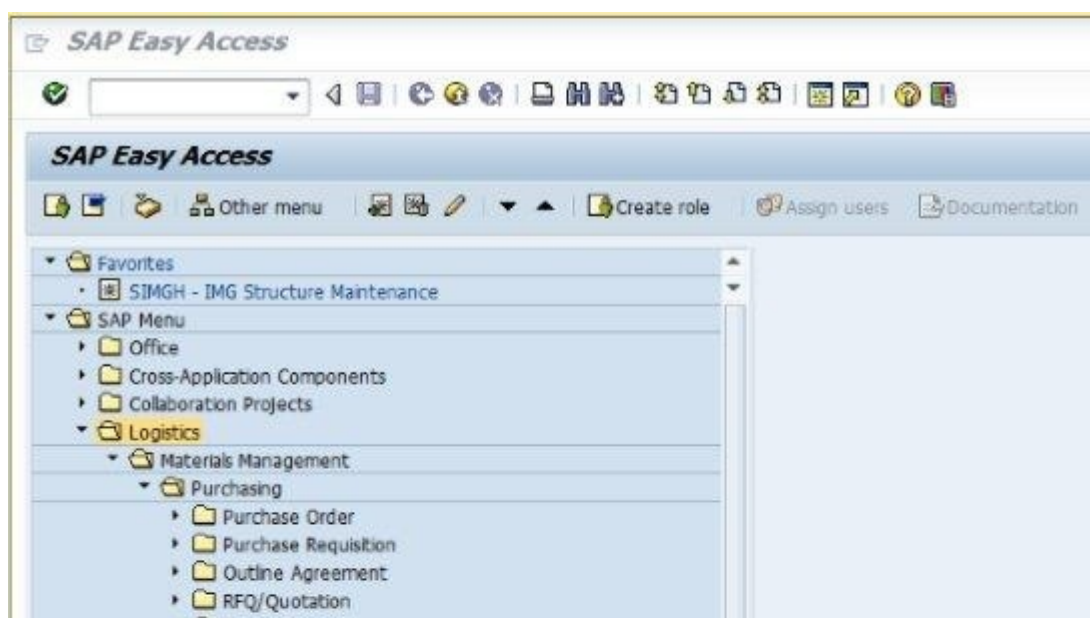 SAP Easy Access
SAP Easy Access
Other menu Create role Assign users Documentation
Favorites
SIMGH - IMG Structure Maintenance
SAP Menu
Office
Cross-Application Components
Collaboration Projects
Logistics
Materials Management
Purchasing
Purchase Order
Purchase Requisition
Outline Agreement
RFQ/Quotation